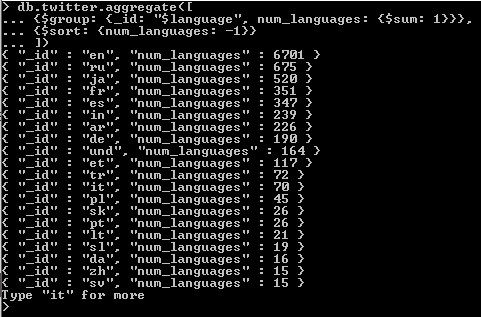 > db.twitter.aggregate([
... {$group: {_id: "$language", num_languages: {$sum: 1}}},
... {$sort: {num_languages: -1}}
... ])
{ "_id" : "en", "num_languages" : 6701 }
{ "_id" : "ru", "num_languages" : 675 }
{ "_id" : "ja", "num_languages" : 520 }
{ "_id" : "fr", "num_languages" : 351 }
{ "_id" : "es", "num_languages" : 347 }
{ "_id" : "in", "num_languages" : 239 }
{ "_id" : "ar", "num_languages" : 226 }
{ "_id" : "de", "num_languages" : 190 }
{ "_id" : "und", "num_languages" : 164 }
{ "_id" : "et", "num_languages" : 117 }
{ "_id" : "tr", "num_languages" : 72 }
{ "_id" : "it", "num_languages" : 70 }
{ "_id" : "pl", "num_languages" : 45 }
{ "_id" : "sk", "num_languages" : 26 }
{ "_id" : "pt", "num_languages" : 26 }
{ "_id" : "lt", "num_languages" : 21 }
{ "_id" : "sl", "num_languages" : 19 }
{ "_id" : "da", "num_languages" : 16 }
{ "_id" : "zh", "num_languages" : 15 }
{ "_id" : "sv", "num_languages" : 15 }
Type "it" for more
>